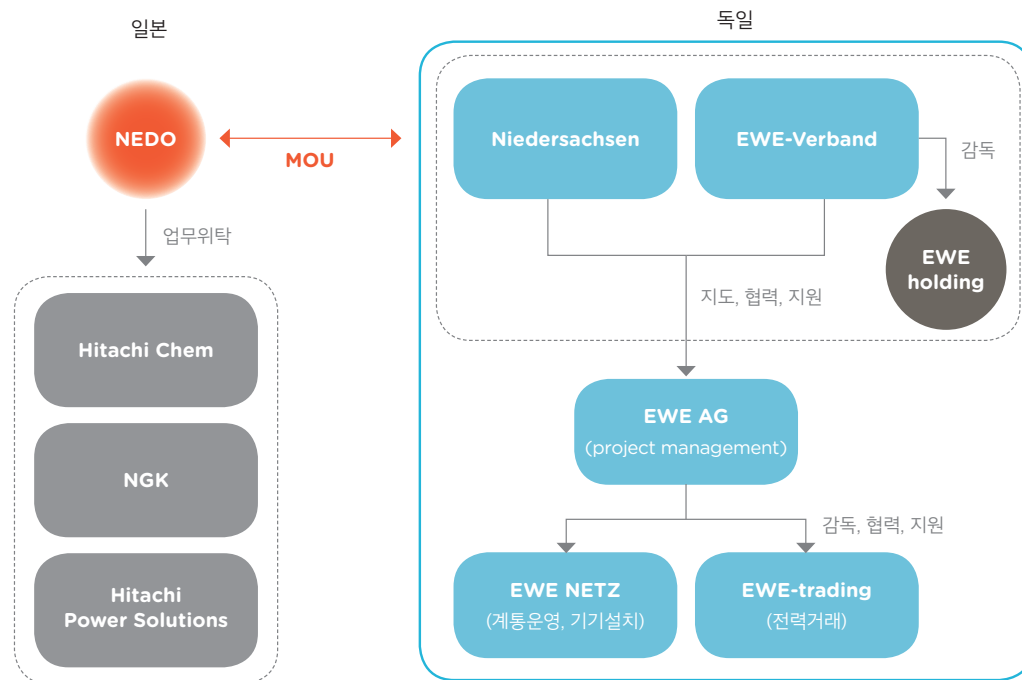 일본
NEDO
MOU
업무위탁
Hitachi Chem
NGK
Hitachi
Power Solutions
독일
Niedersachsen
EWE-Verband
감독
EWE
holding
지도, 협력, 지원
EWE AG
(project management)
감독, 협력, 지원
EWE NETZ
(계통운영, 기기설치)
EWE-trading
(전력거래)